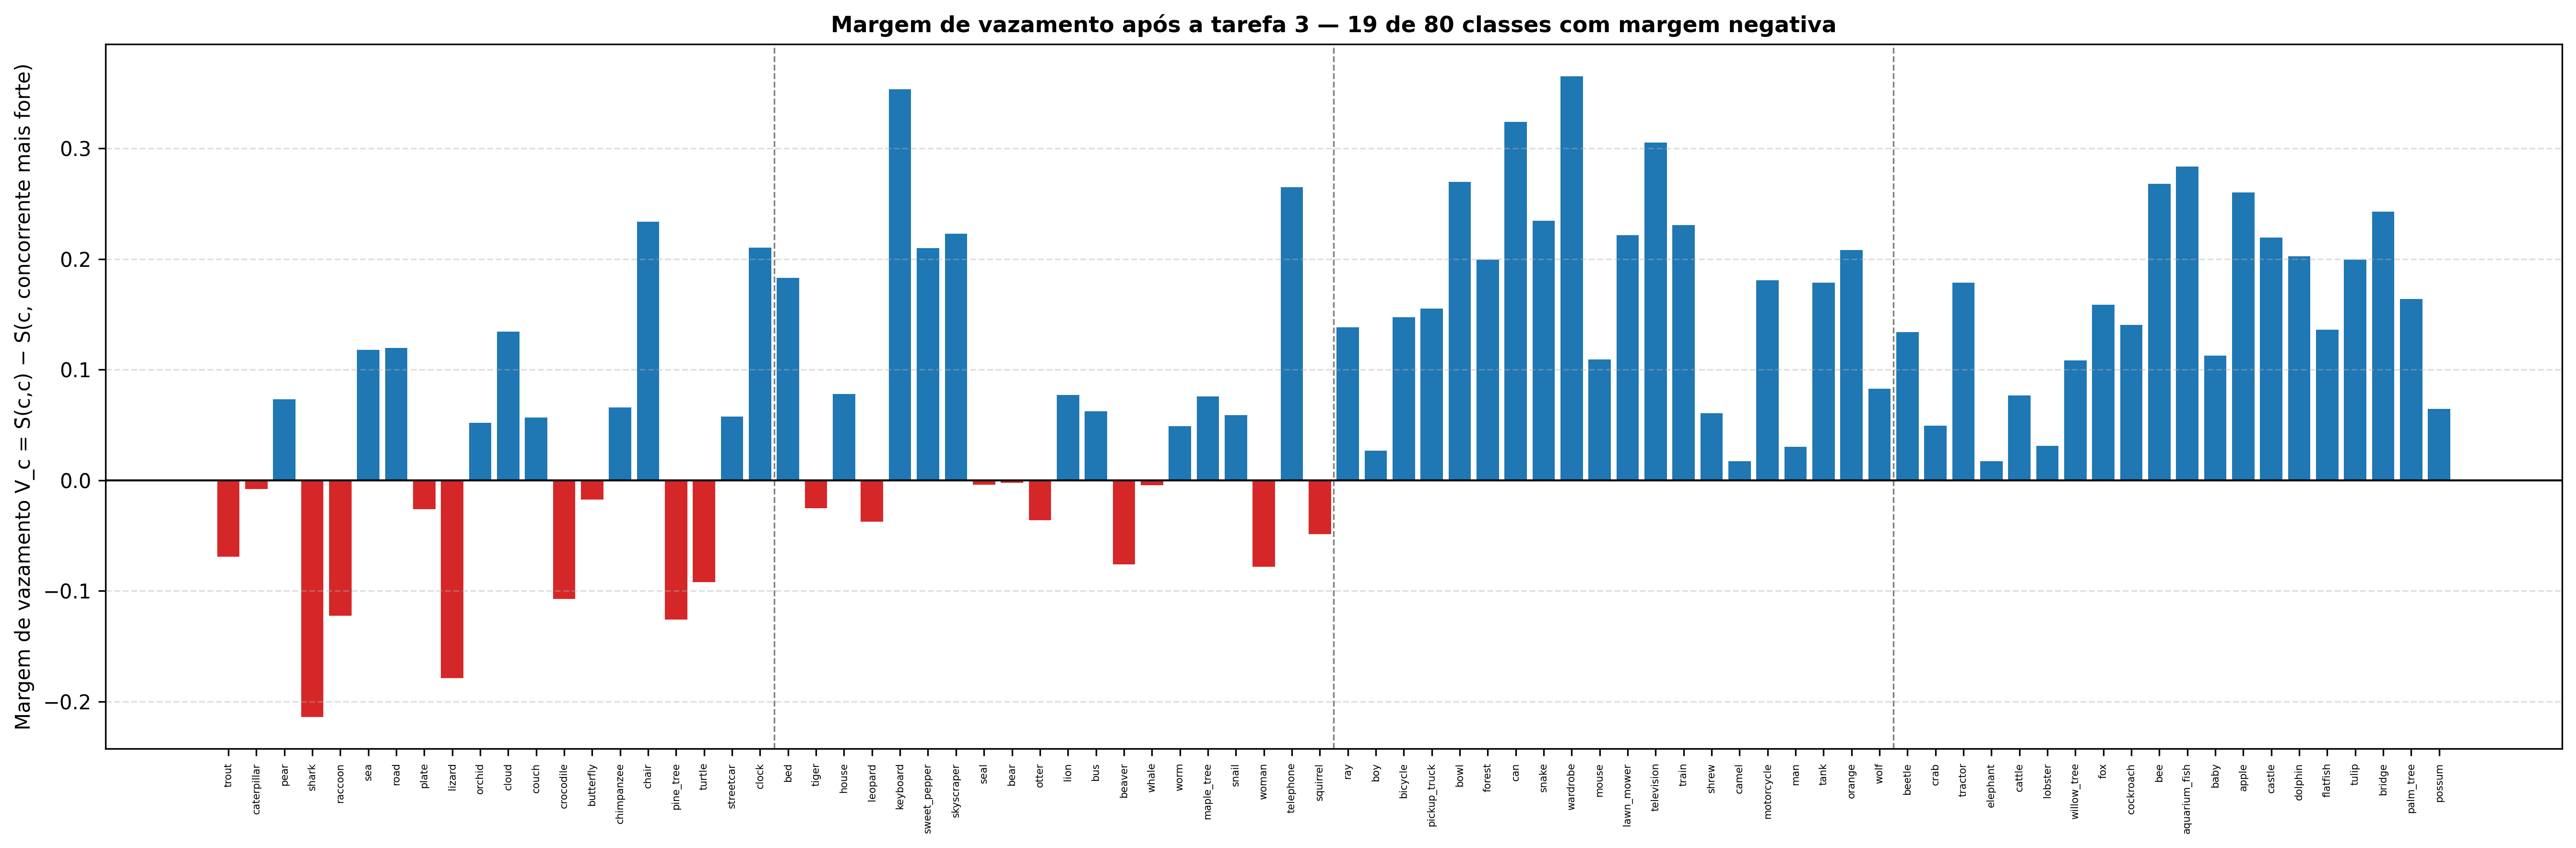 Margem de vazamento após a tarefa 3 — 19 de 80 classes com margem negativa
Margem de vazamento V_c = S(c,c) − S(c, concorrente mais forte)
0.3
0.2
0.1
0.0
−0.1
−0.2
trout
caterpillar
pear
shark
raccoon
sea
road
plate
lizard
orchid
cloud
couch
crocodile
butterfly
chimpanzee
chair
pine_tree
turtle
streetcar
clock
bed
tiger
house
leopard
keyboard
sweet_pepper
skyscraper
seal
bear
otter
lion
bus
beaver
whale
worm
maple_tree
snail
woman
telephone
squirrel
ray
boy
bicycle
pickup_truck
bowl
forest
can
snake
wardrobe
mouse
lawn_mower
television
train
shrew
camel
motorcycle
man
tank
orange
wolf
beetle
crab
tractor
elephant
cattle
lobster
willow_tree
fox
cockroach
bee
aquarium_fish
baby
apple
castle
dolphin
flatfish
tulip
bridge
palm_tree
possum